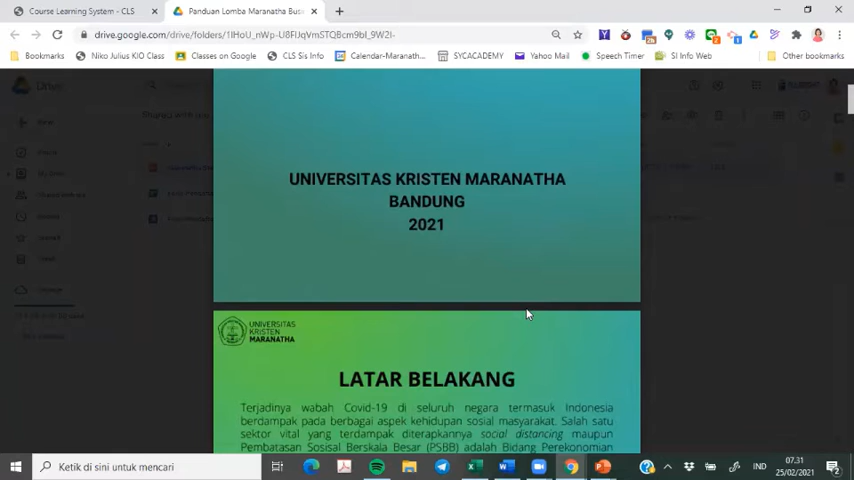 Course Learning System - CLS
Panduan Lomba Maranatha Busi
drive.google.com/drive/folders/
Bookmarks
Niko Julius KIO Class
Classes on Google
CLS Sis Info
Calendar-Maranath...
SYCACADEMY
Yahoo Mail
Speech Timer
SI Info Web
Other bookmarks
Drive
UNIVERSITAS KRISTEN MARANATHA
BANDUNG
2021
UNIVERSITAS
KRISTEN
MARANATHA
LATAR BELAKANG
Terjadinya wabah Covid-19 di seluruh negara termasuk Indonesia
berdampak pada berbagai aspek kehidupan sosial masyarakat. Salah satu
sektor vital yang terdampak diterapkannya social distancing maupun
Pembatasan Sosisal Berskala Besar (PSBB) adalah Bidang Perekonomian
Ketik di sini untuk mencari
IND
07.31
25/02/2021